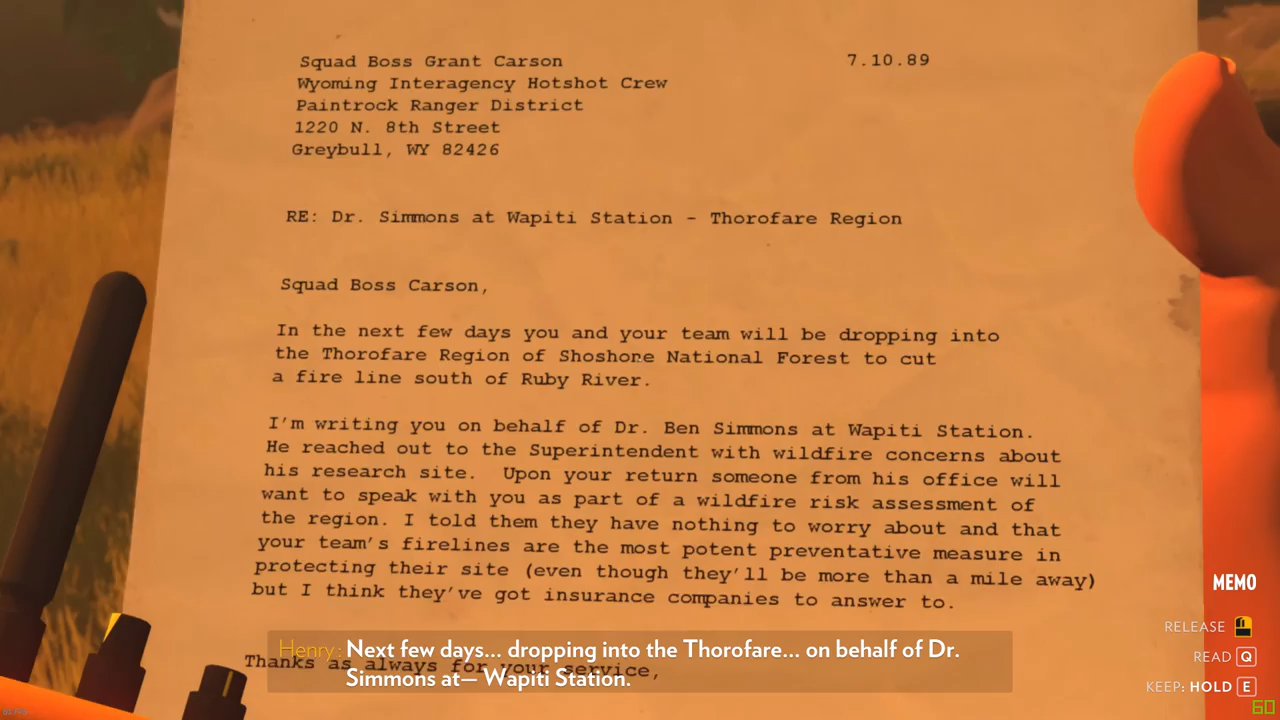 Squad Boss Grant Carson 7.10.89
Wyoming Interagency Hotshot Crew
Paintrock Ranger District
1220 N. 8th Street
Greybull, WY 82426
RE: Dr. Simmons at Wapiti Station - Thorofare Region
Squad Boss Carson,
In the next few days you and your team will be dropping into
the Thorofare Region of Shoshone National Forest to cut
a fire line south of Ruby River.
I'm writing you on behalf of Dr. Ben Simmons at Wapiti Station.
He reached out to the Superintendent with wildfire concerns about
his research site.  Upon your return someone from his office will
want to speak with you as part of a wildfire risk assessment of
the region. I told them they have nothing to worry about and that
your team's firelines are the most potent preventative measure in
protecting their site (even though they'll be more than a mile away)
but I think they've got insurance companies to answer to.
Thanks as always for your service,
Henry: Next few days... dropping into the Thorofare... on behalf of Dr.
Simmons at— Wapiti Station.
MEMO
RELEASE
READ Q
KEEP: HOLD E
60